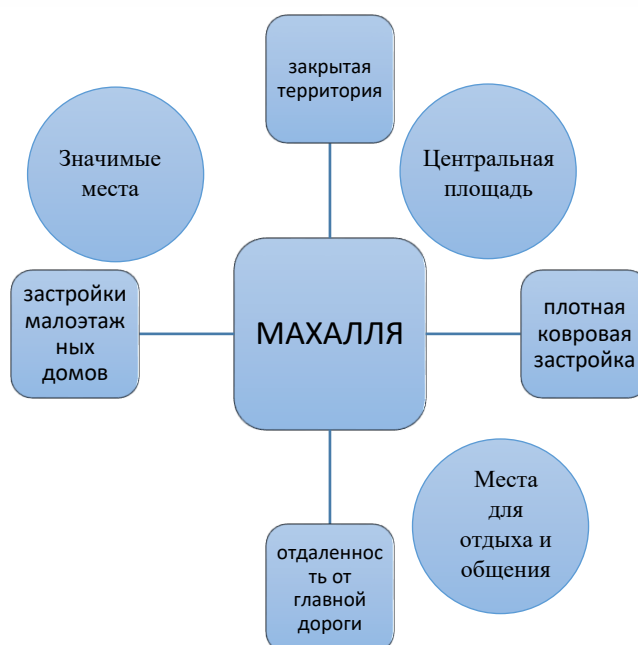 закрытая
территория
Значимые
места
Центральная
площадь
застройки
малоэтаж
ных
домов
МАХАЛЛЯ
плотная
ковровая
застройка
Места
для
отдыха и
общения
отдаленнос
ть от
главной
дороги